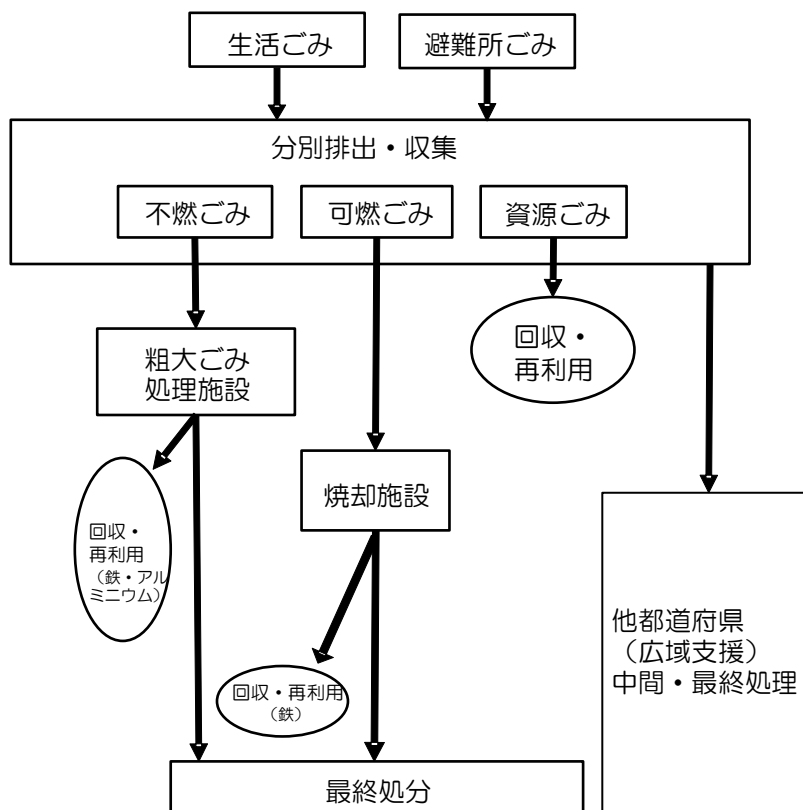 生活ごみ
避難所ごみ
分別排出・収集
不燃ごみ
可燃ごみ
資源ごみ
回収・
再利用
粗大ごみ
処理施設
焼却施設
回収・
再利用
（鉄・アル
ミニウム）
他都道府県
（広域支援）
中間・最終処理
回収・再利用
（鉄）
最終処分